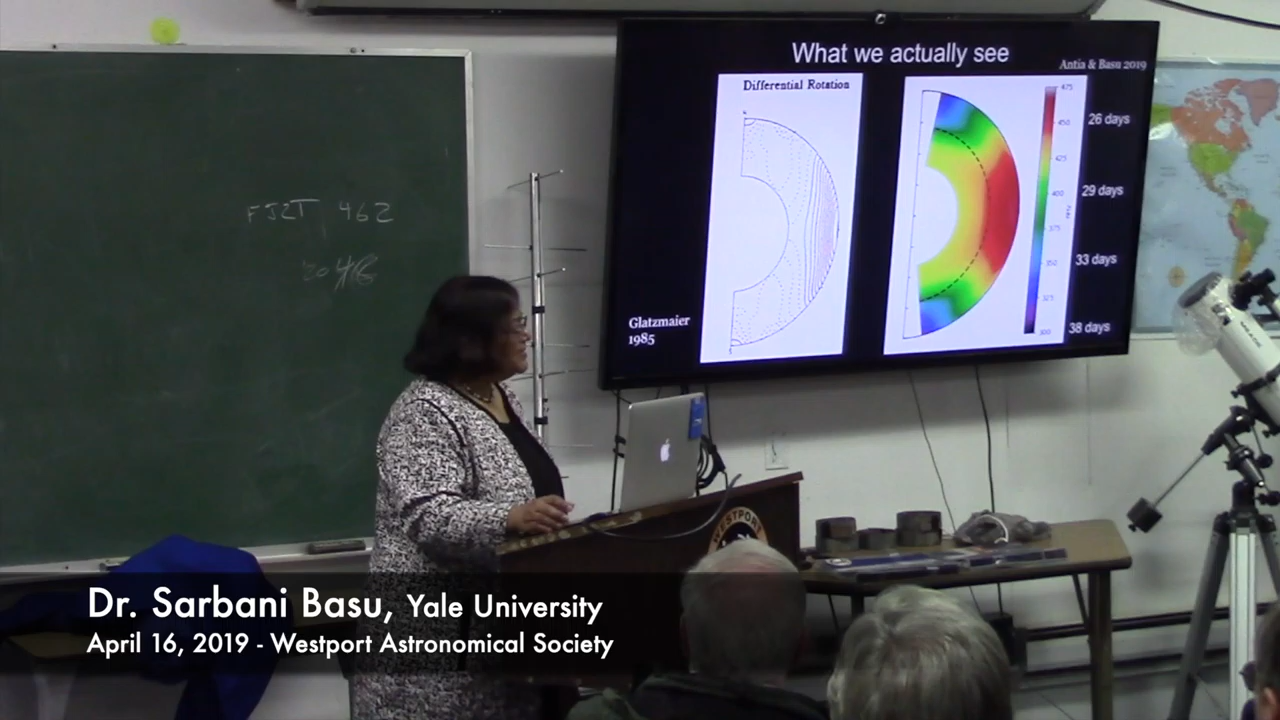 What we actually see
Antia & Basu 2019
Differential Rotation
Glatzmaier
1985
475
450
425
400
375
350
325
300
26 days
29 days
33 days
38 days
462
WESTPORT
Dr. Sarbani Basu, Yale University
April 16, 2019 - Westport Astronomical Society